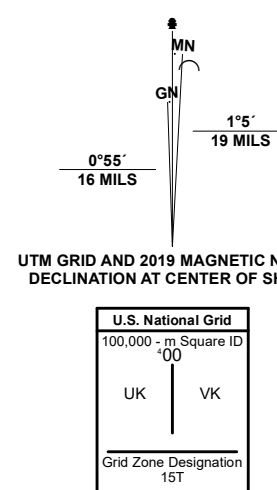 MN
GN
1°5´
19 MILS
0°55´
16 MILS
UTM GRID AND 2019 MAGNETIC N
DECLINATION AT CENTER OF SH
U.S. National Grid
100,000 - m Square ID
⁴00
UK VK
Grid Zone Designation
15T